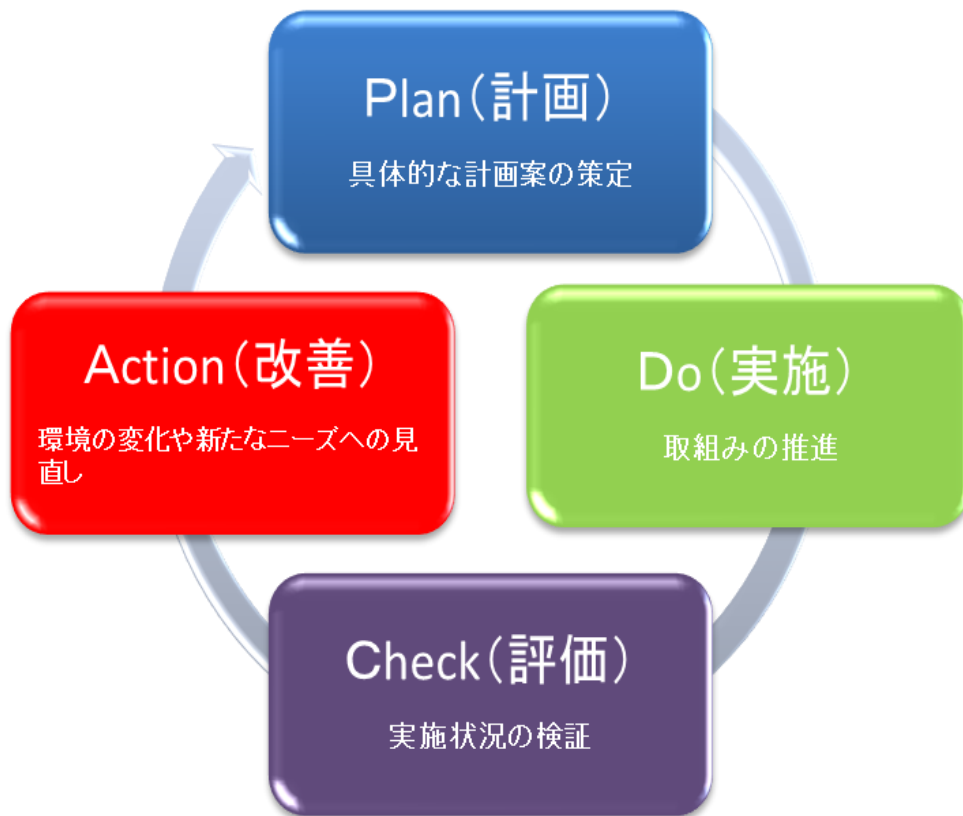 Plan(計画)
具体的な計画案の策定
Action(改善)
環境の変化や新たなニーズへの見
直し
Do(実施)
取組みの推進
Check(評価)
実施状況の検証